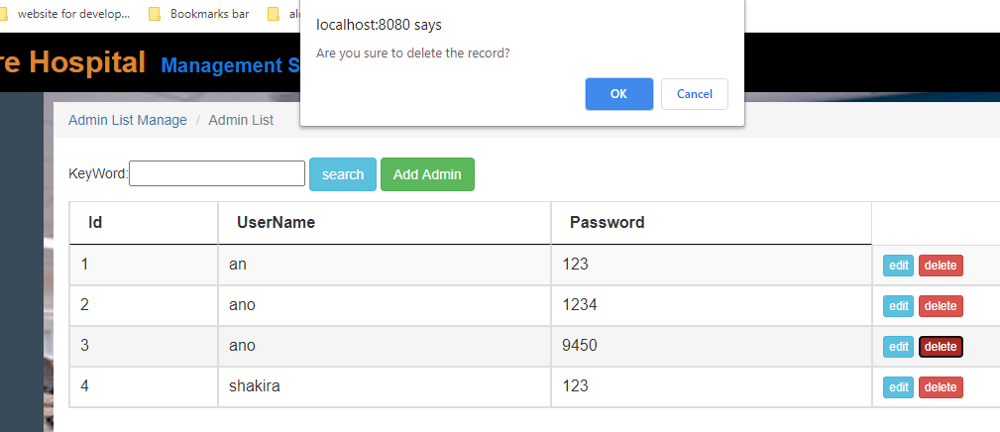 website for develop...
Bookmarks bar
localhost:8080 says
Are you sure to delete the record?
OK
Cancel
re Hospital Management S
Admin List Manage / Admin List
KeyWord:
search
Add Admin
Id UserName Password
1 an 123 edit delete
2 ano 1234 edit delete
3 ano 9450 edit delete
4 shakira 123 edit delete